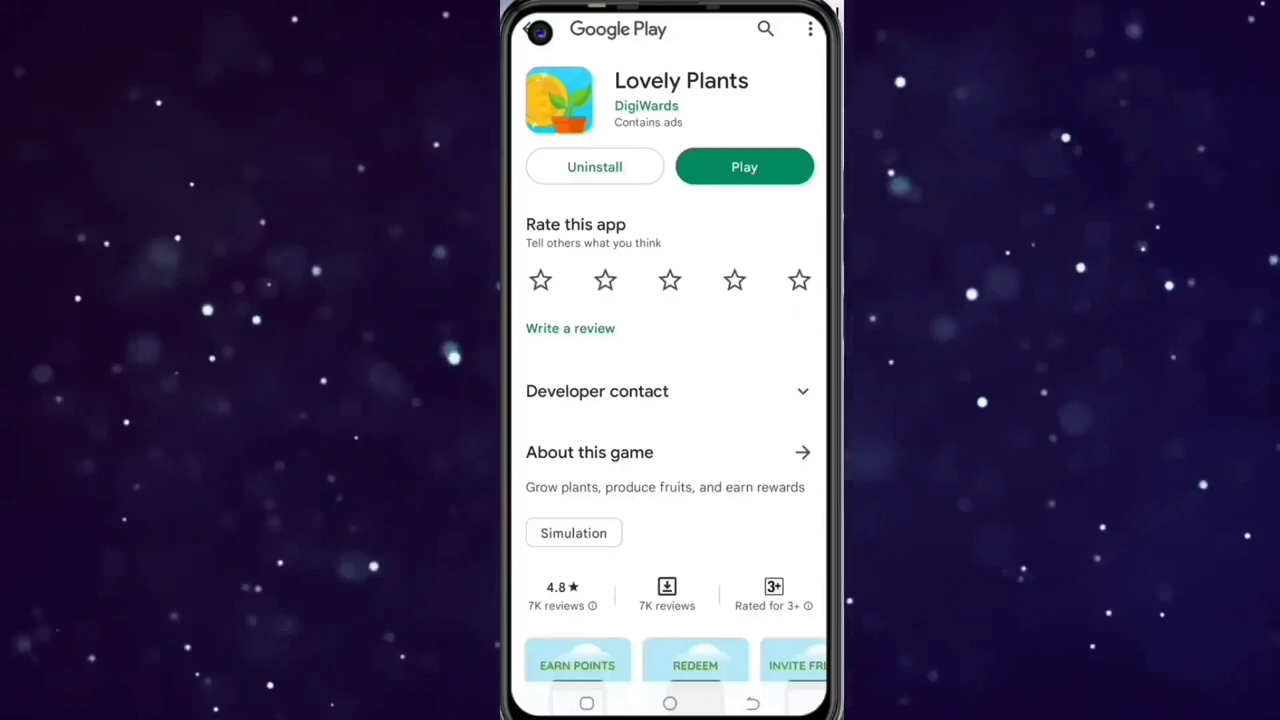 Google Play
Lovely Plants
DigiWards
Contains ads
Uninstall
Play
Rate this app
Tell others what you think
Write a review
Developer contact
About this game
Grow plants, produce fruits, and earn rewards
Simulation
4.8★
7K reviews
7K reviews
3+
Rated for 3+
EARN POINTS
REDEEM
INVITE FRI